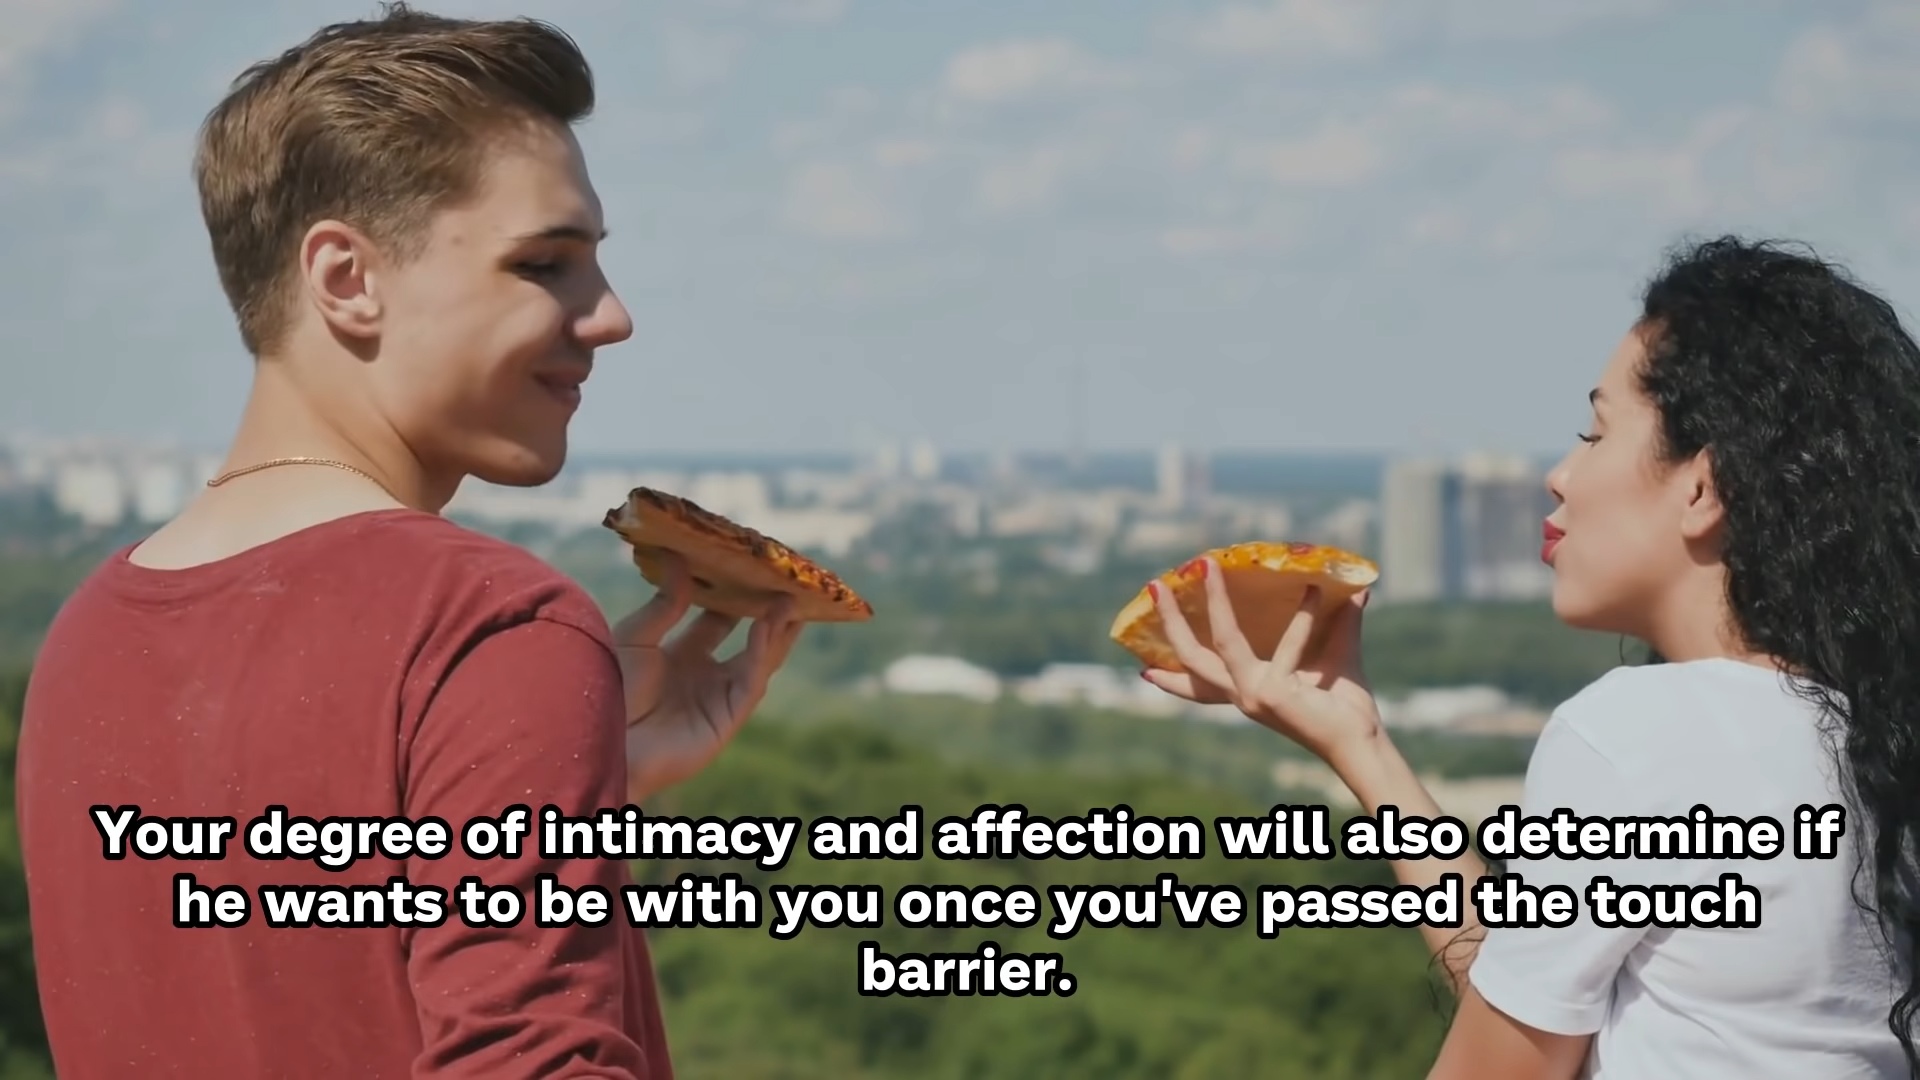 Your degree of intimacy and affection will also determine if
he wants to be with you once you've passed the touch
barrier.